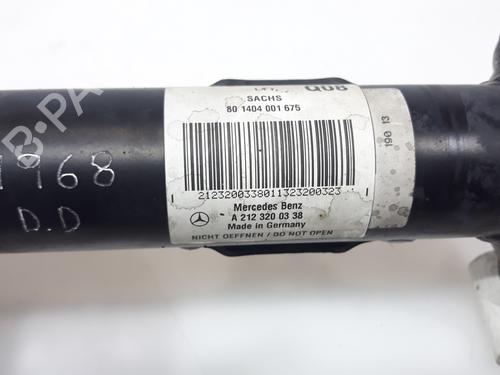 Q08
SACHS
80 1404 001 675
190 13
2123200338011323200323
Mercedes Benz
A 212 320 03 38
Made in Germany
NICHT OEFFNEN / DO NOT OPEN
1968
D.D
B-PA